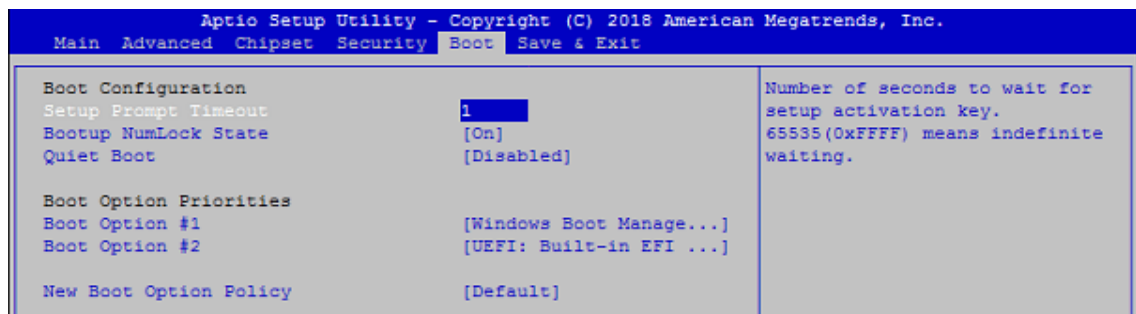 Aptio Setup Utility - Copyright (C) 2018 American Megatrends, Inc.
Main Advanced Chipset Security Boot Save & Exit
Boot Configuration
Setup Prompt Timeout 1
Bootup NumLock State [On]
Quiet Boot [Disabled]
Boot Option Priorities
Boot Option #1 [Windows Boot Manage...]
Boot Option #2 [UEFI: Built-in EFI ...]
New Boot Option Policy [Default]
Number of seconds to wait for
setup activation key.
65535(0xFFFF) means indefinite
waiting.